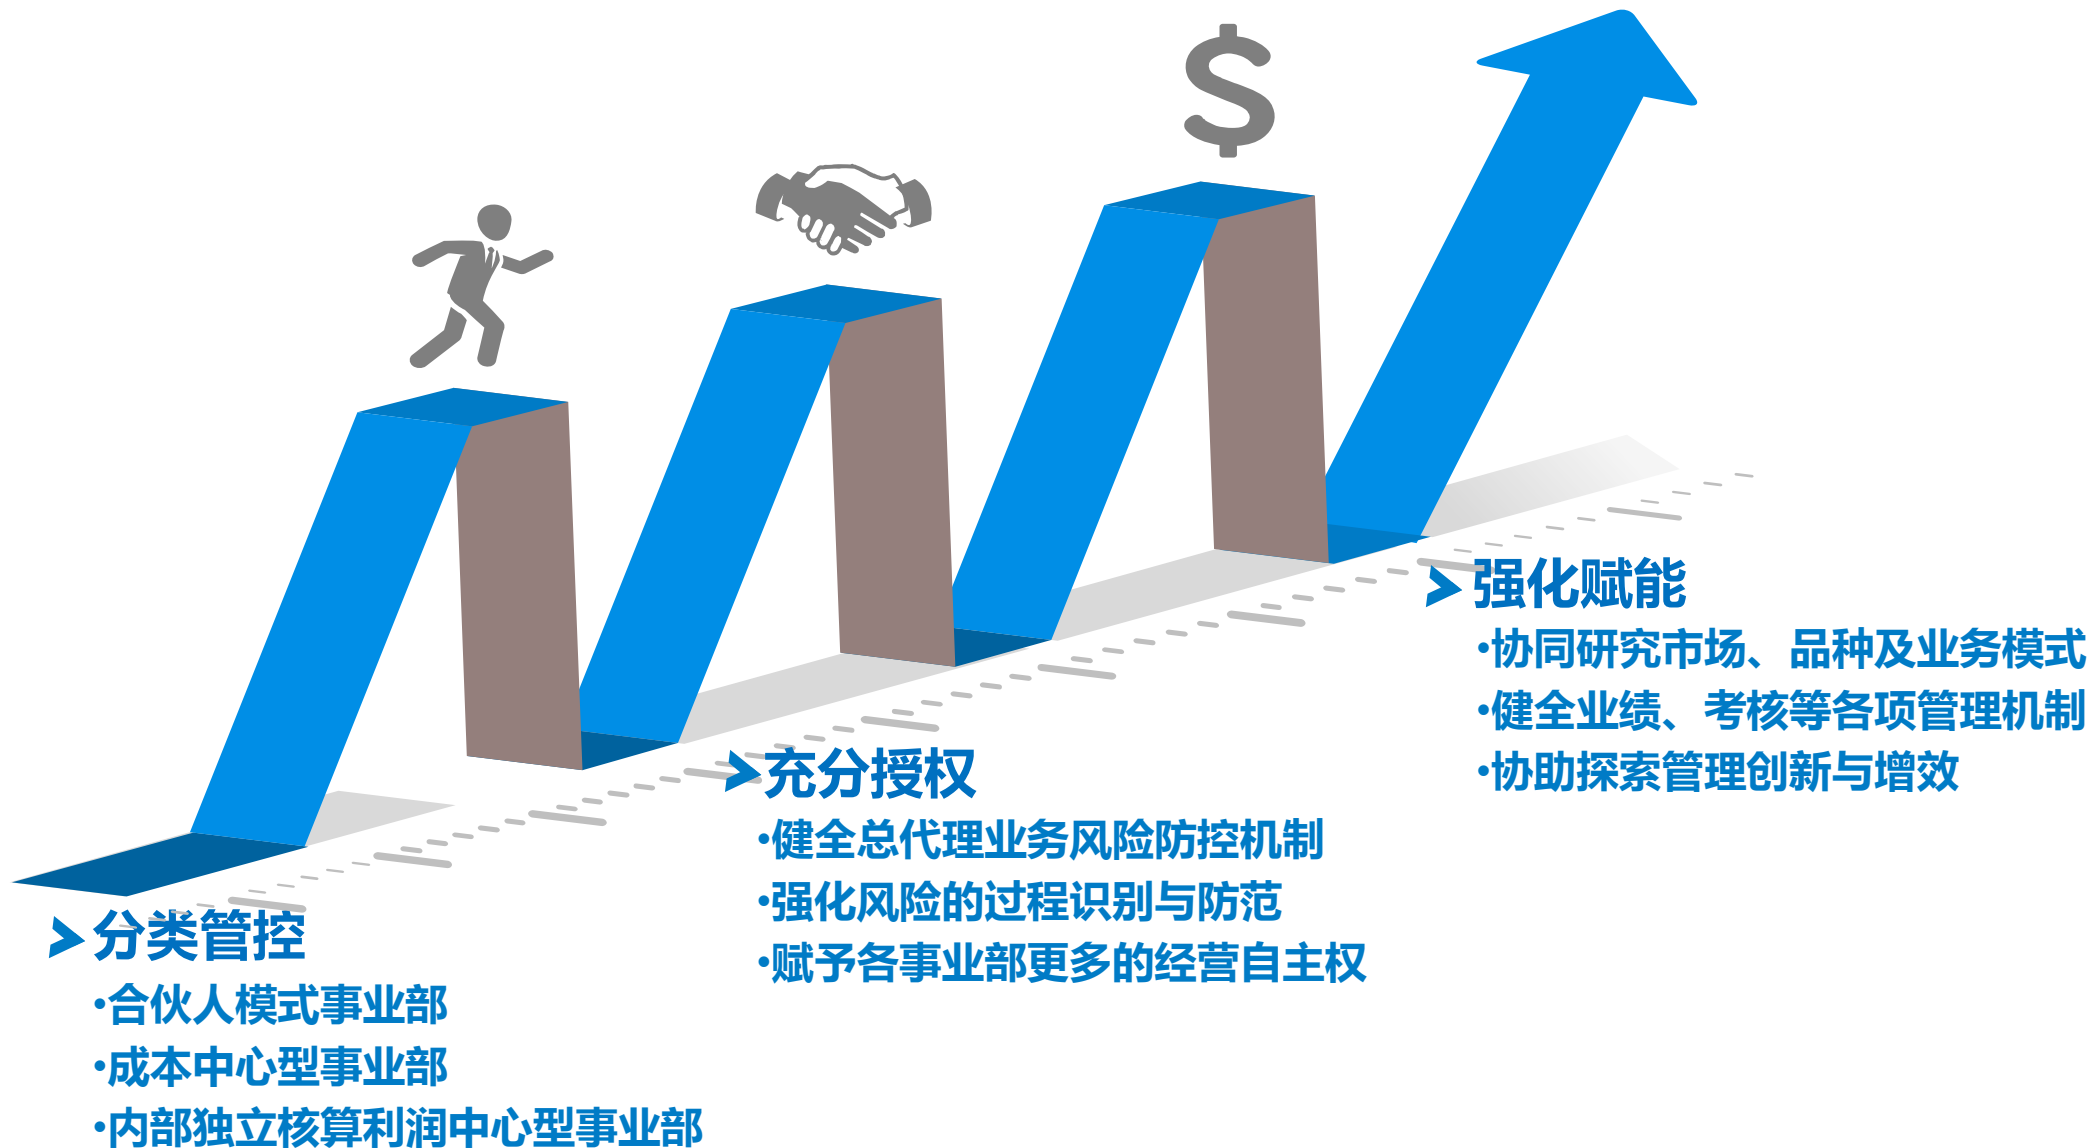 分类管控
•合伙人模式事业部
•成本中心型事业部
•内部独立核算利润中心型事业部
充分授权
•健全总代理业务风险防控机制
•强化风险的过程识别与防范
•赋予各事业部更多的经营自主权
强化赋能
•协同研究市场、品种及业务模式
•健全业绩、考核等各项管理机制
•协助探索管理创新与增效